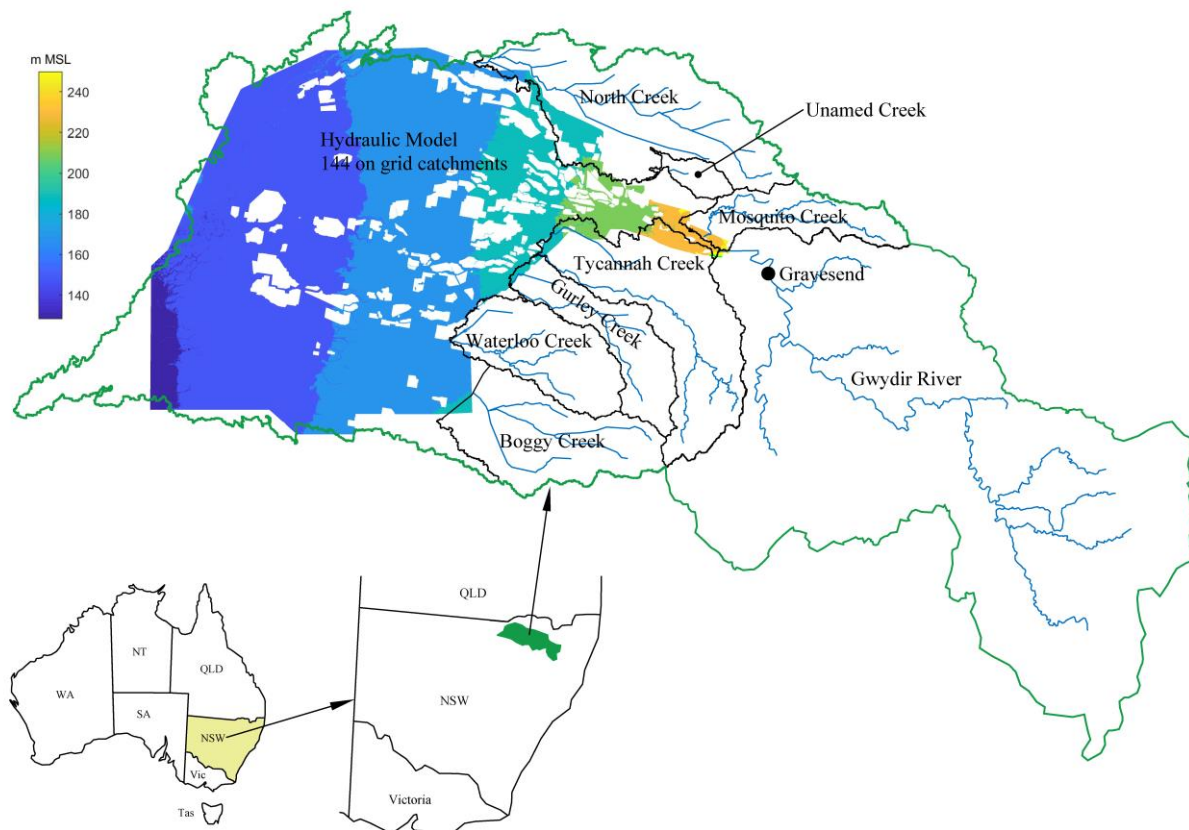 m MSL
240
220
200
180
160
140
Hydraulic Model
144 on grid catchments
North Creek
Unamed Creek
Mosquito Creek
Tycannah Creek
Gravesend
Gurley Creek
Waterloo Creek
Gwydir River
Boggy Creek
WA
NT
QLD
SA
NSW
Vic
Tas
QLD
NSW
Victoria